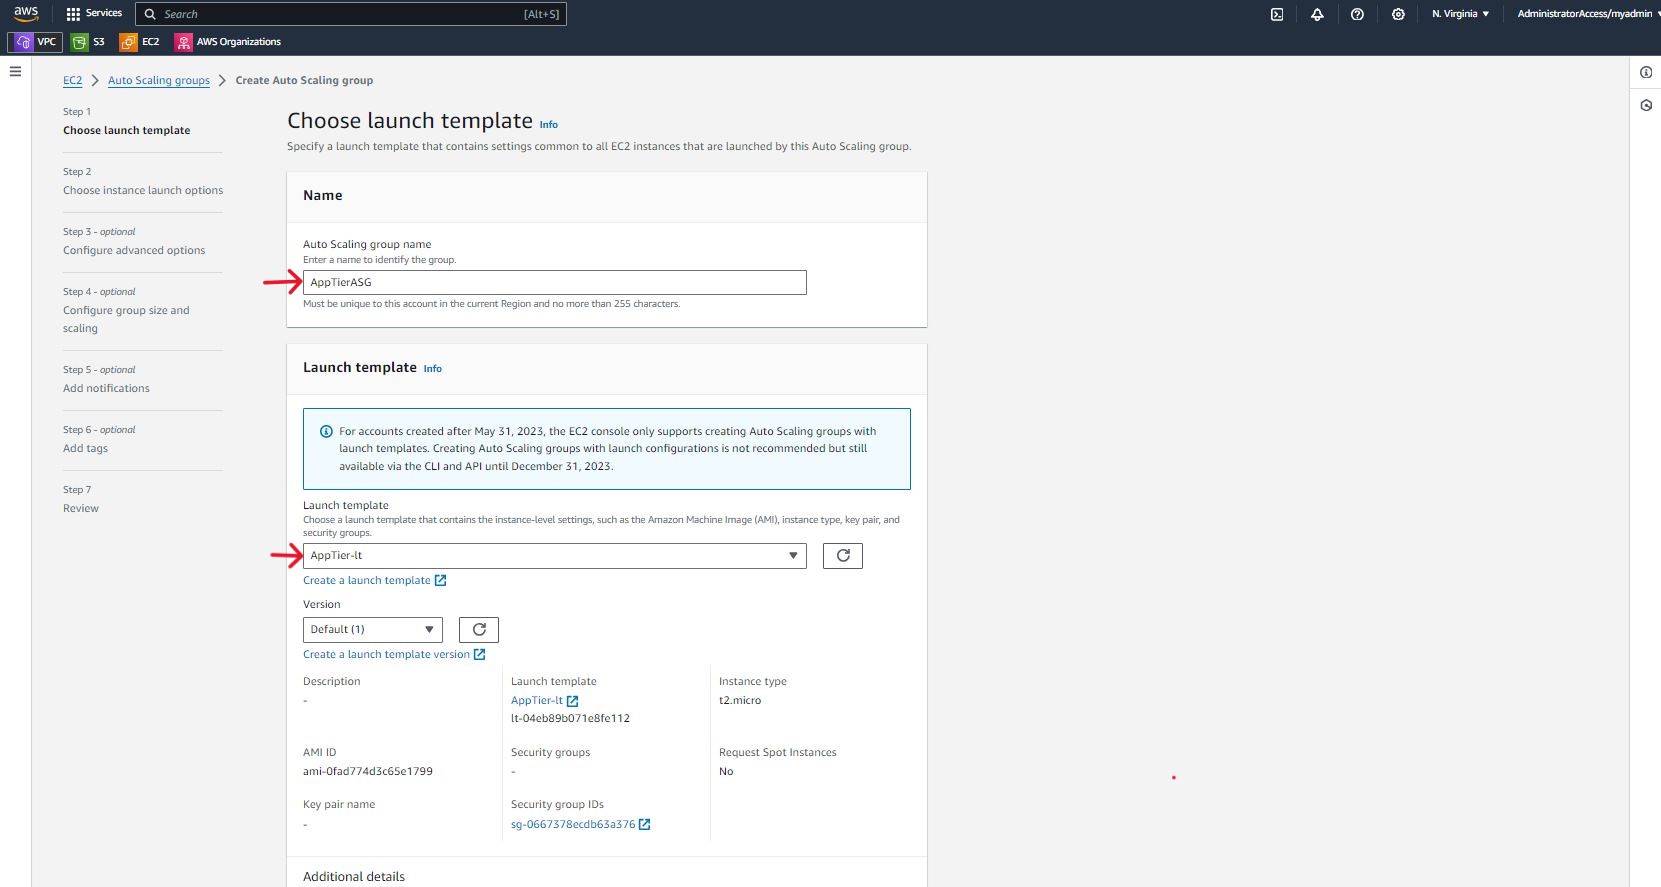 aws
Services
Search
[Alt+S]
N. Virginia
AdministratorAccess/myadmin
VPC
S3
EC2
AWS Organizations
EC2
Auto Scaling groups
Create Auto Scaling group
Step 1
Choose launch template
Step 2
Choose instance launch options
Step 3 - optional
Configure advanced options
Step 4 - optional
Configure group size and
scaling
Step 5 - optional
Add notifications
Step 6 - optional
Add tags
Step 7
Review
Choose launch template Info
Specify a launch template that contains settings common to all EC2 instances that are launched by this Auto Scaling group.
Name
Auto Scaling group name
Enter a name to identify the group.
AppTierASG
Must be unique to this account in the current Region and no more than 255 characters.
Launch template Info
For accounts created after May 31, 2023, the EC2 console only supports creating Auto Scaling groups with
launch templates. Creating Auto Scaling groups with launch configurations is not recommended but still
available via the CLI and API until December 31, 2023.
Launch template
Choose a launch template that contains the instance-level settings, such as the Amazon Machine Image (AMI), instance type, key pair, and
security groups.
AppTier-lt
Create a launch template
Version
Default (1)
Create a launch template version
Description
-
Launch template
AppTier-lt
lt-04eb89b071e8fe112
Instance type
t2.micro
AMI ID
ami-0fad774d3c65e1799
Security groups
-
Request Spot Instances
No
Key pair name
-
Security group IDs
sg-0667378ecdb63a376
Additional details